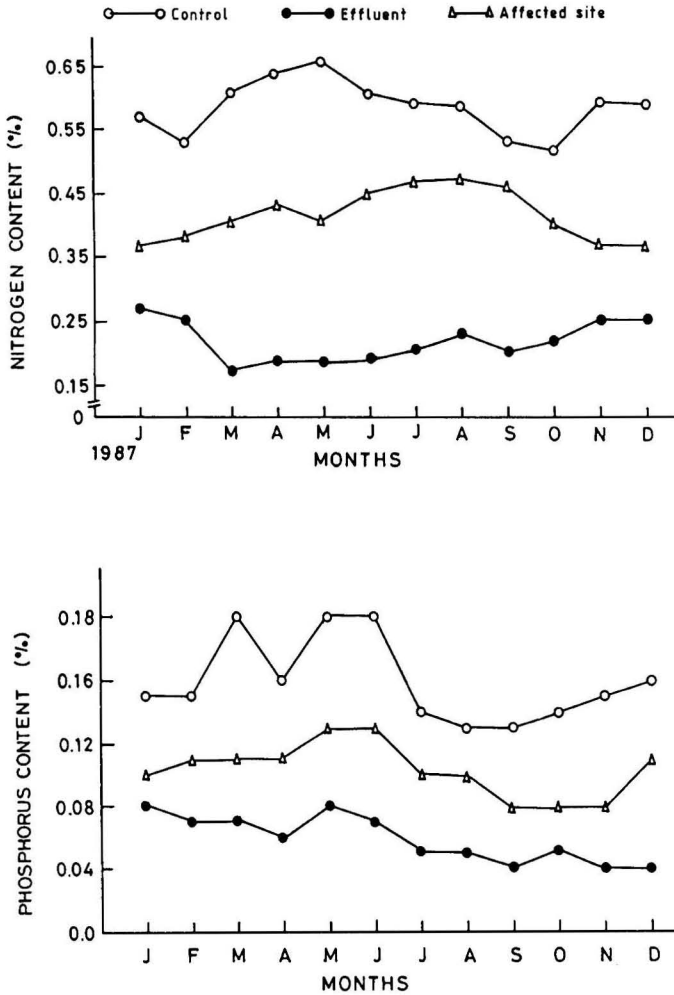 Control Effluent Affected site
NITROGEN CONTENT (%)
0.65
0.55
0.45
0.35
0.25
0.15
0
J F M A M J J A S O N D
1987
MONTHS
PHOSPHORUS CONTENT (%)
0.18
0.16
0.12
0.08
0.04
0.0
J F M A M J J A S O N D
MONTHS